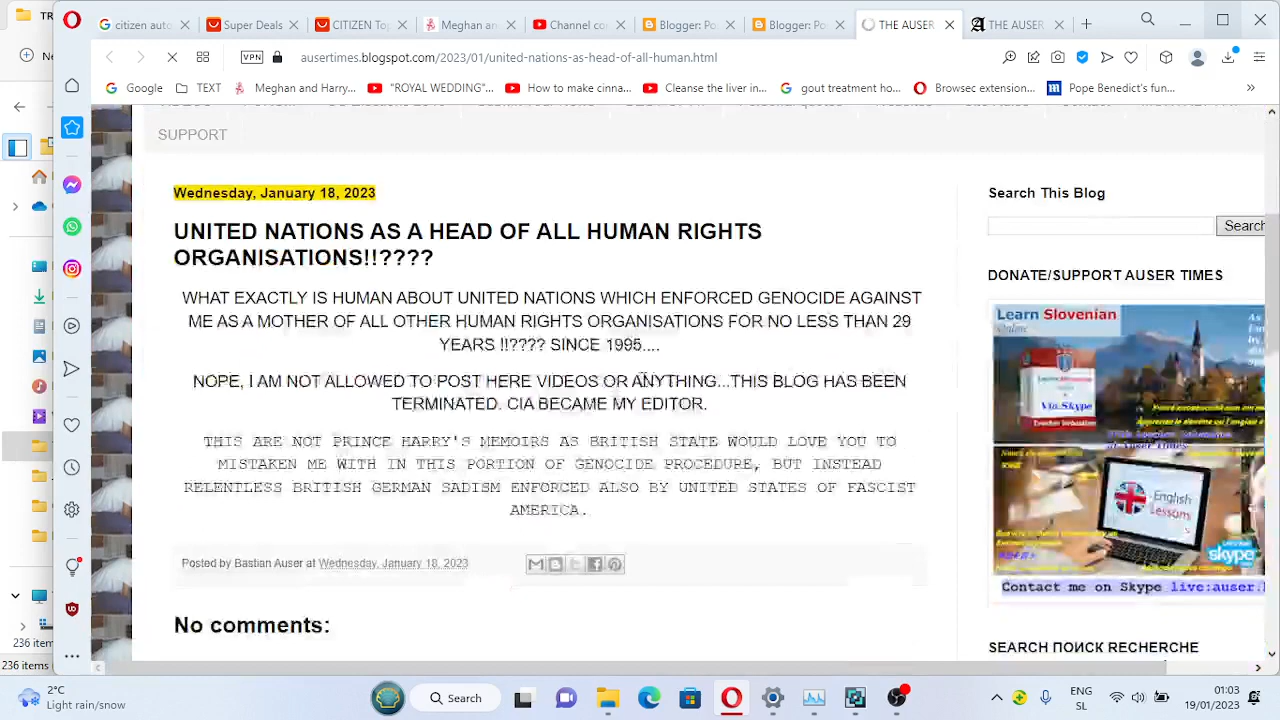 citizen auto
Super Deals
CITIZEN To
Meghan and
Channel co
Blogger: Po
Blogger: Po
THE AUSER
THE AUSER
VPN
ausertimes.blogspot.com/2023/01/united-nations-as-head-of-all-human.html
Google
TEXT
Meghan and Harry...
"ROYAL WEDDING"...
How to make cinna...
Cleanse the liver in...
gout treatment ho...
Browsec extension...
Pope Benedict's fun...
SUPPORT
Wednesday, January 18, 2023
UNITED NATIONS AS A HEAD OF ALL HUMAN RIGHTS
ORGANISATIONS!!????
WHAT EXACTLY IS HUMAN ABOUT UNITED NATIONS WHICH ENFORCED GENOCIDE AGAINST
ME AS A MOTHER OF ALL OTHER HUMAN RIGHTS ORGANISATIONS FOR NO LESS THAN 29
YEARS !!???? SINCE 1995....
NOPE, I AM NOT ALLOWED TO POST HERE VIDEOS OR ANYTHING...THIS BLOG HAS BEEN
TERMINATED. CIA BECAME MY EDITOR.
THIS ARE NOT PRINCE HARRY'S MEMOIRS AS BRITISH STATE WOULD LOVE YOU TO
MISTAKEN ME WITH IN THIS PORTION OF GENOCIDE PROCEDURE, BUT INSTEAD
RELENTLESS BRITISH GERMAN SADISM ENFORCED ALSO BY UNITED STATES OF FASCIST
AMERICA.
Posted by Bastian Auser at Wednesday, January 18, 2023
No comments:
Search This Blog
Search
DONATE/SUPPORT AUSER TIMES
Learn Slovenian
Online
Via Skype
English
Lessons
skype
Contact me on Skype live:auser.
SEARCH ПОИСК RECHERCHE
Ne
236 items
236 items
2°C
Light rain/snow
Search
ENG
SL
01:03
19/01/2023